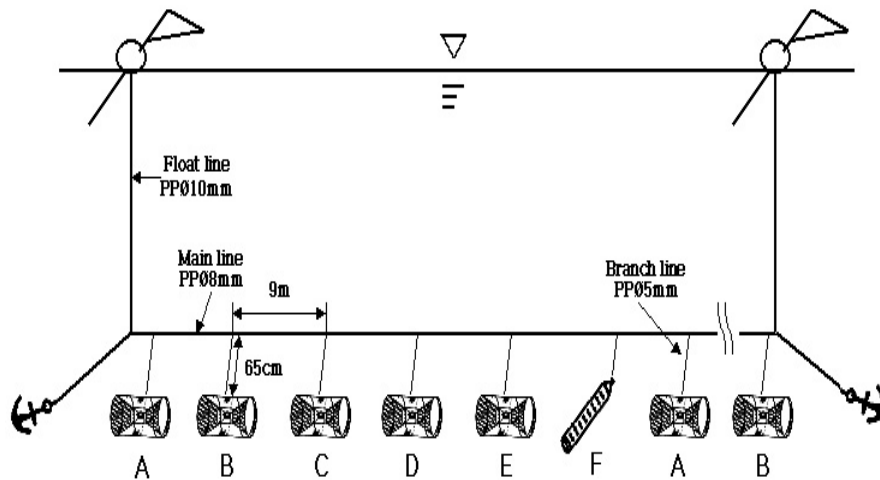 Float line
PPØ10mm
Main line
PPØ8mm
9m
Branch line
PPØ5mm
65cm
A B C D E F A B